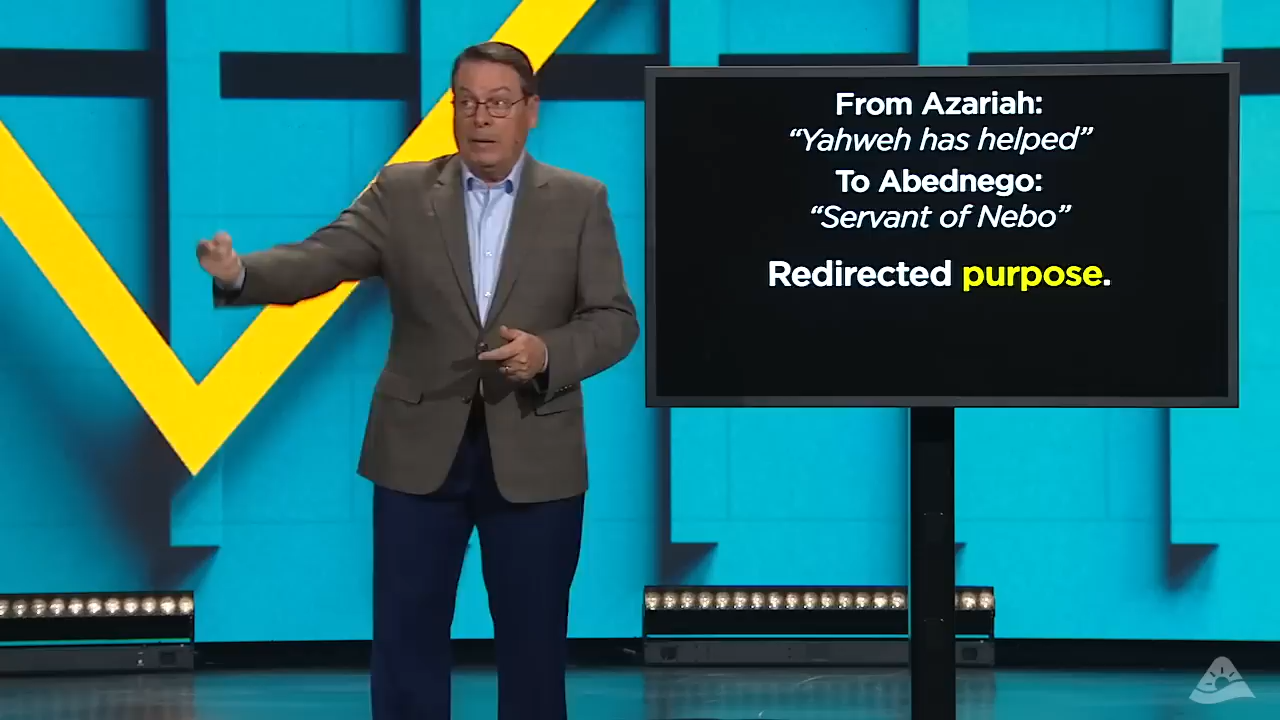 From Azariah:
“Yahweh has helped”
To Abednego:
“Servant of Nebo”
Redirected purpose.